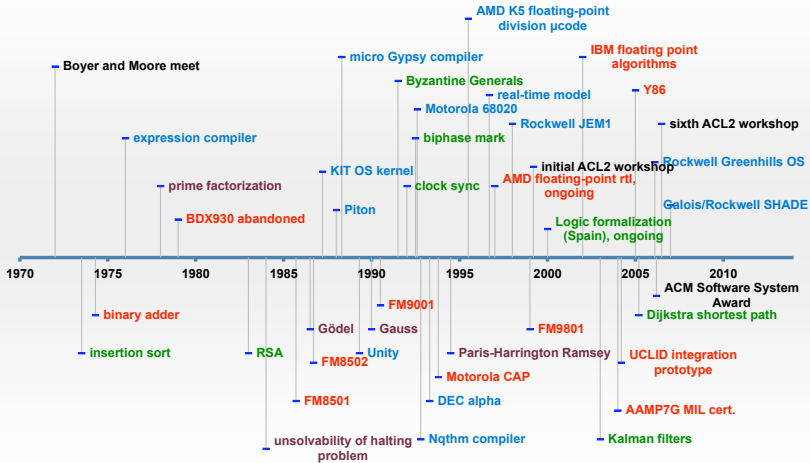 AMD K5 floating-point
division µcode
IBM floating point
algorithms
micro Gypsy compiler
Boyer and Moore meet
Byzantine Generals
Y86
real-time model
Motorola 68020
Rockwell JEM1
sixth ACL2 workshop
expression compiler
biphase mark
Rockwell Greenhills OS
initial ACL2 workshop
KIT OS kernel
prime factorization
clock sync
AMD floating-point rtl,
ongoing
Galois/Rockwell SHADE
Piton
BDX930 abandoned
Logic formalization
(Spain), ongoing
1970
1975
1980
1985
1990
1995
2000
2005
2010
ACM Software System
Award
FM9001
binary adder
Dijkstra shortest path
Gödel
Gauss
FM9801
insertion sort
RSA
Unity
Paris-Harrington Ramsey
UCLID integration
prototype
FM8502
Motorola CAP
FM8501
DEC alpha
AAMP7G MIL cert.
unsolvability of halting
problem
Nqthm compiler
Kalman filters